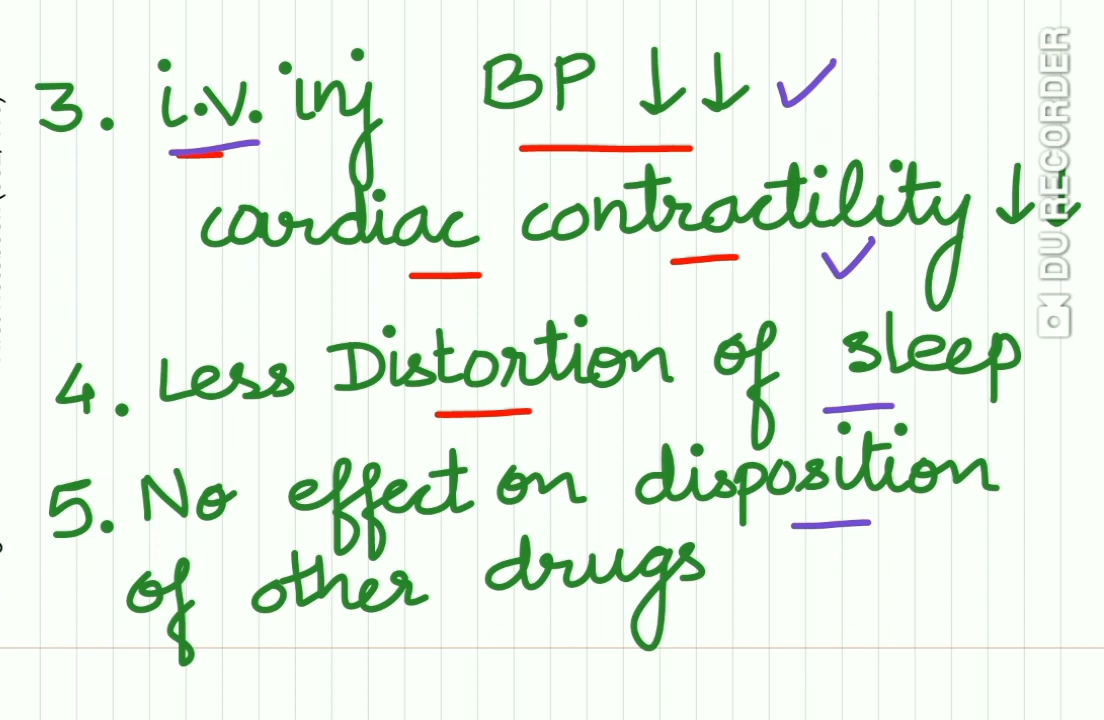 3. i.v. inj BP ↓↓ ✓
cardiac contractility ↓↓
✓
4. Less Distortion of sleep
5. No effect on disposition
of other drugs
DU RECORDER